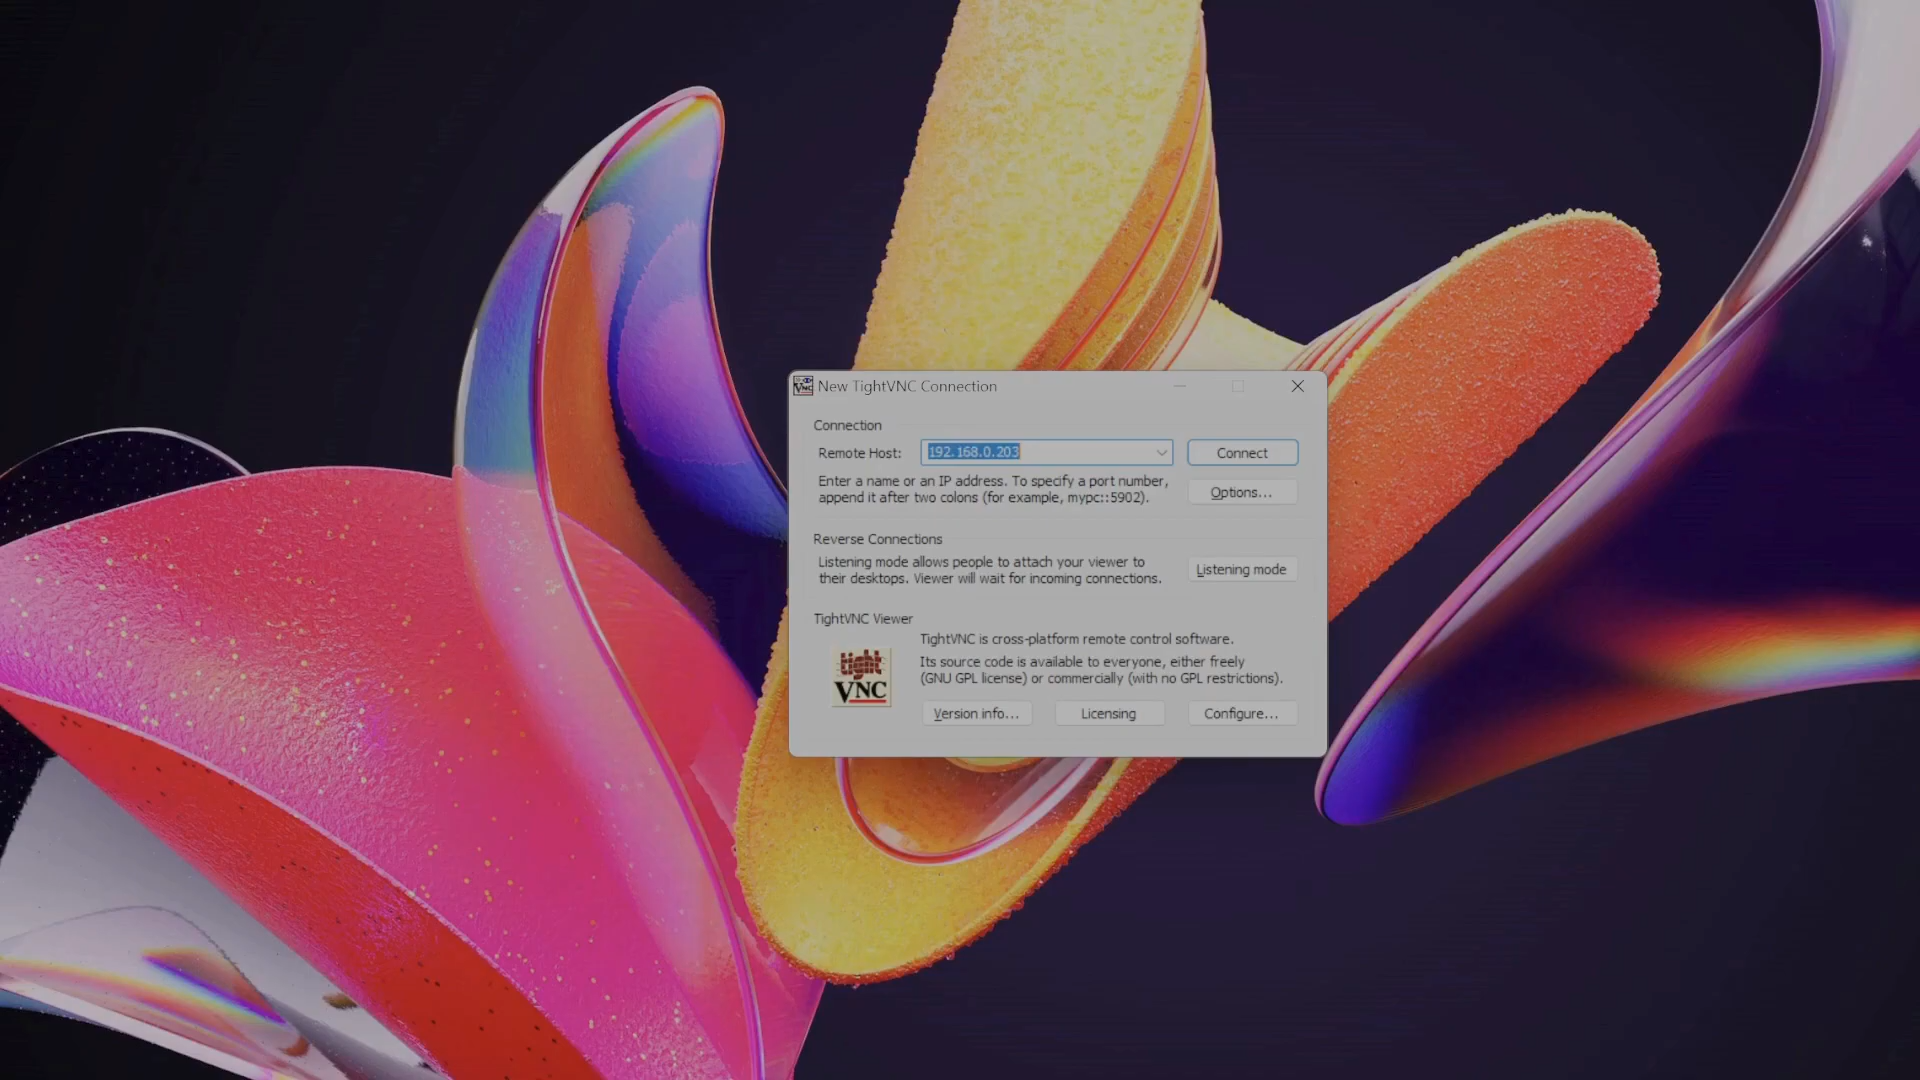 New TightVNC Connection
Connection
Remote Host: 192.168.0.203 Connect
Enter a name or an IP address. To specify a port number,
append it after two colons (for example, mypc::5902).
Options...
Reverse Connections
Listening mode allows people to attach your viewer to
their desktops. Viewer will wait for incoming connections.
Listening mode
TightVNC Viewer
TightVNC is cross-platform remote control software.
Its source code is available to everyone, either freely
(GNU GPL license) or commercially (with no GPL restrictions).
tight
VNC
Version info... Licensing Configure...